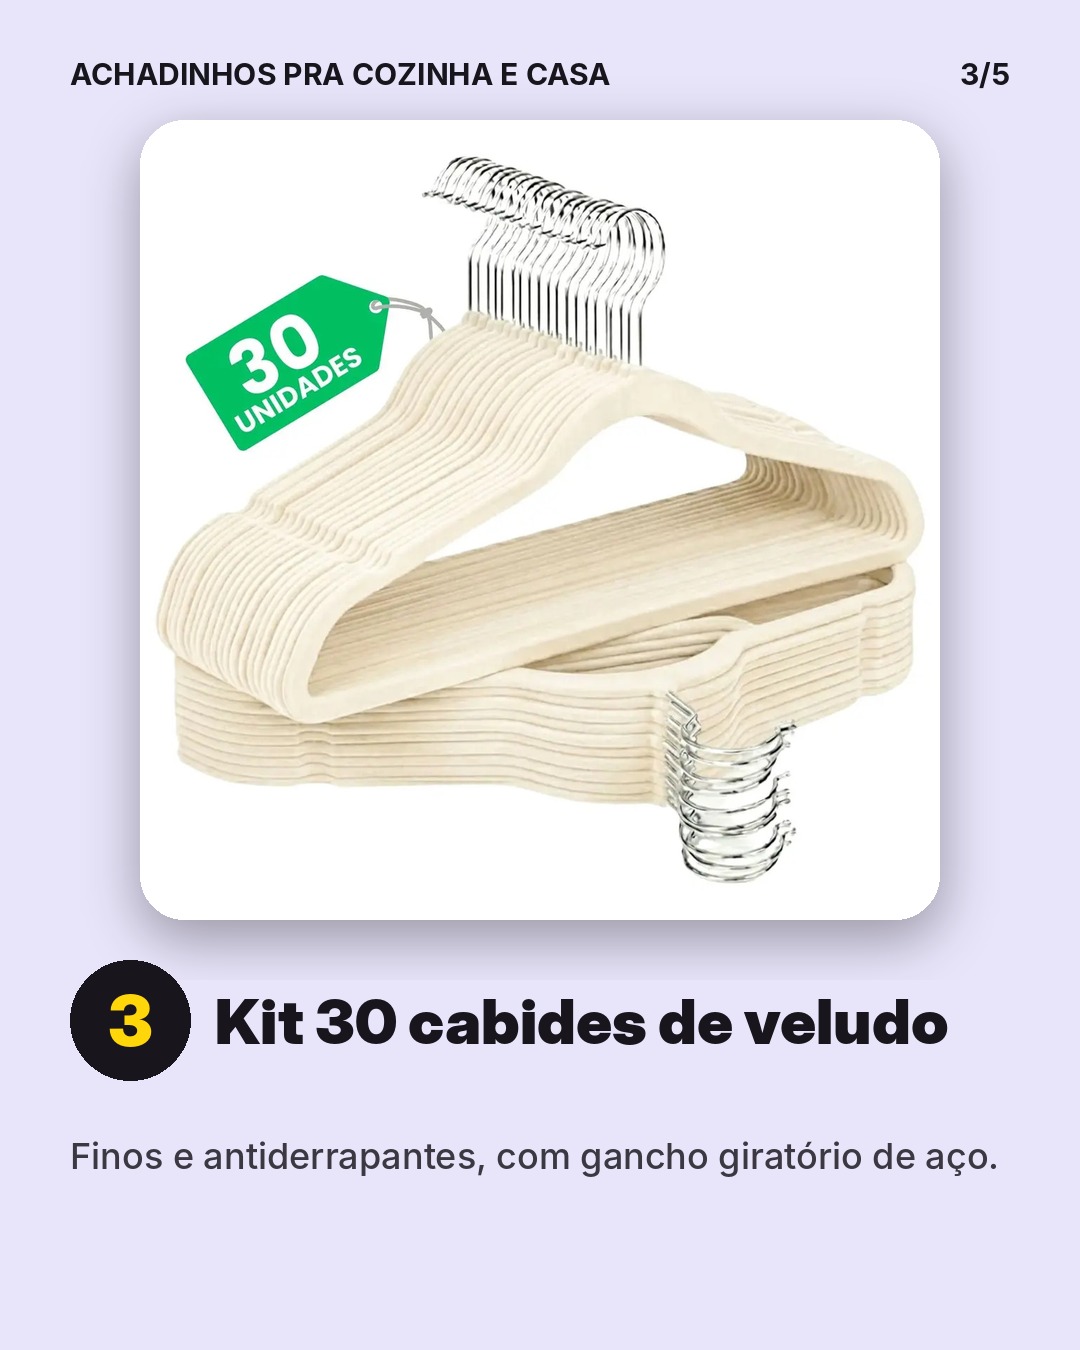 ACHADINHOS PRA COZINHA E CASA
3/5
30
UNIDADES
3
Kit 30 cabides de veludo
Finos e antiderrapantes, com gancho giratório de aço.